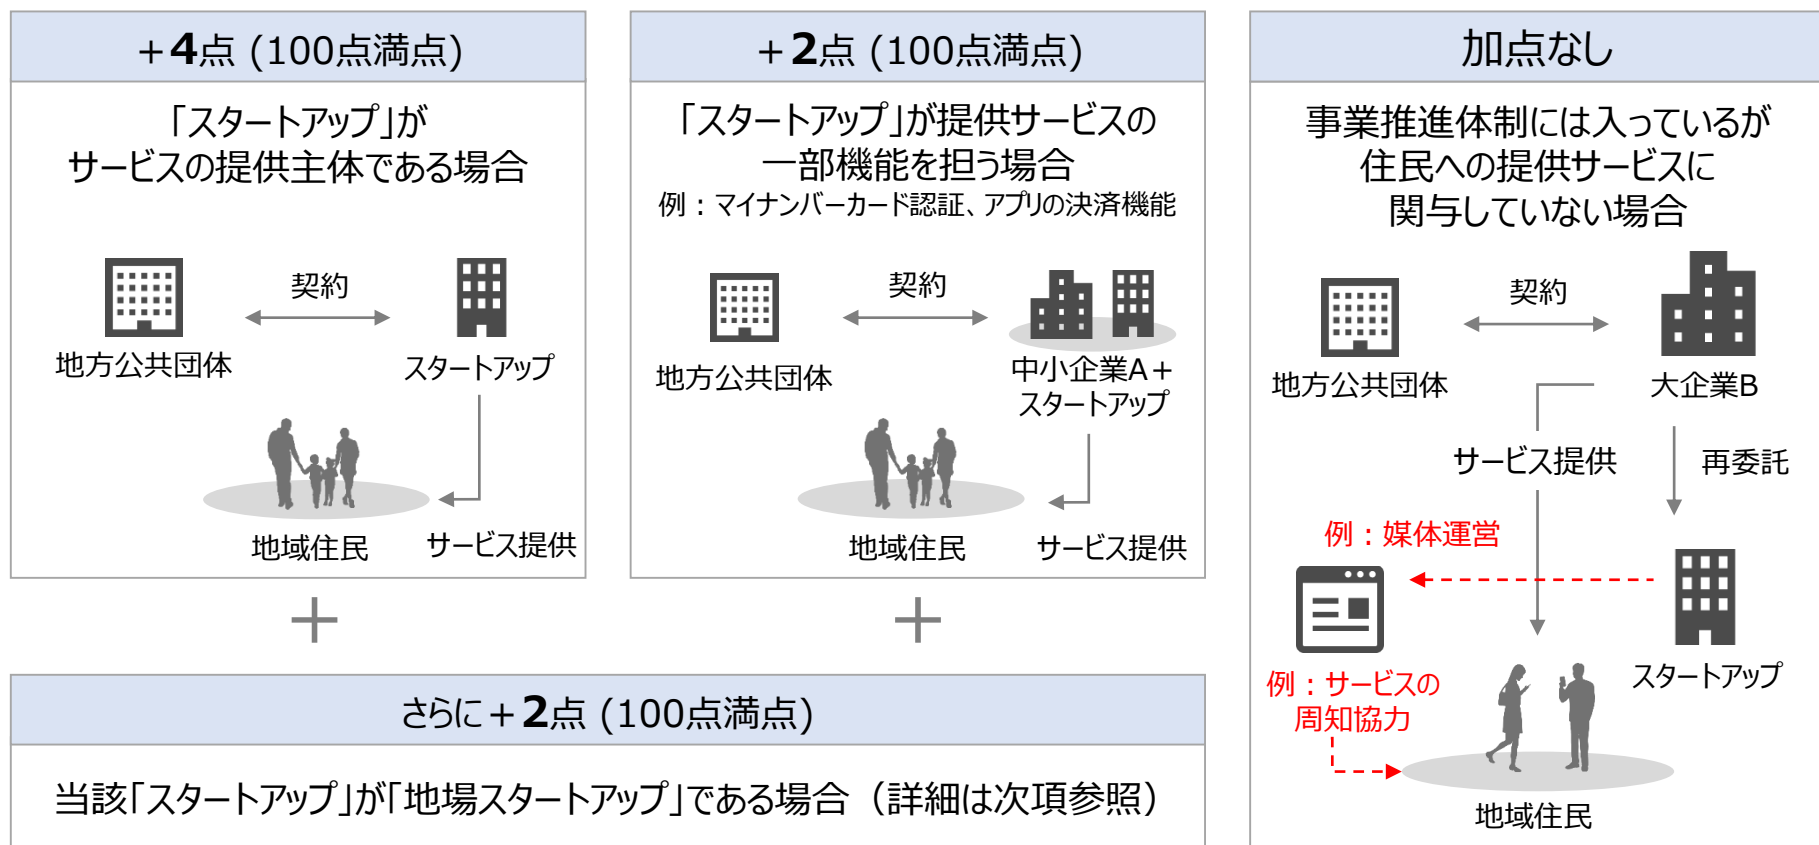 ＋4点 (100点満点)
「スタートアップ」が
サービスの提供主体である場合
契約
地方公共団体
スタートアップ
地域住民
サービス提供
＋2点 (100点満点)
「スタートアップ」が提供サービスの
一部機能を担う場合
例：マイナンバーカード認証、アプリの決済機能
契約
地方公共団体
中小企業A＋
スタートアップ
地域住民
サービス提供
＋
＋
さらに＋2点 (100点満点)
当該「スタートアップ」が「地場スタートアップ」である場合（詳細は次項参照）
加点なし
事業推進体制には入っているが
住民への提供サービスに
関与していない場合
契約
地方公共団体
大企業B
サービス提供
再委託
例：媒体運営
スタートアップ
例：サービスの
周知協力
地域住民